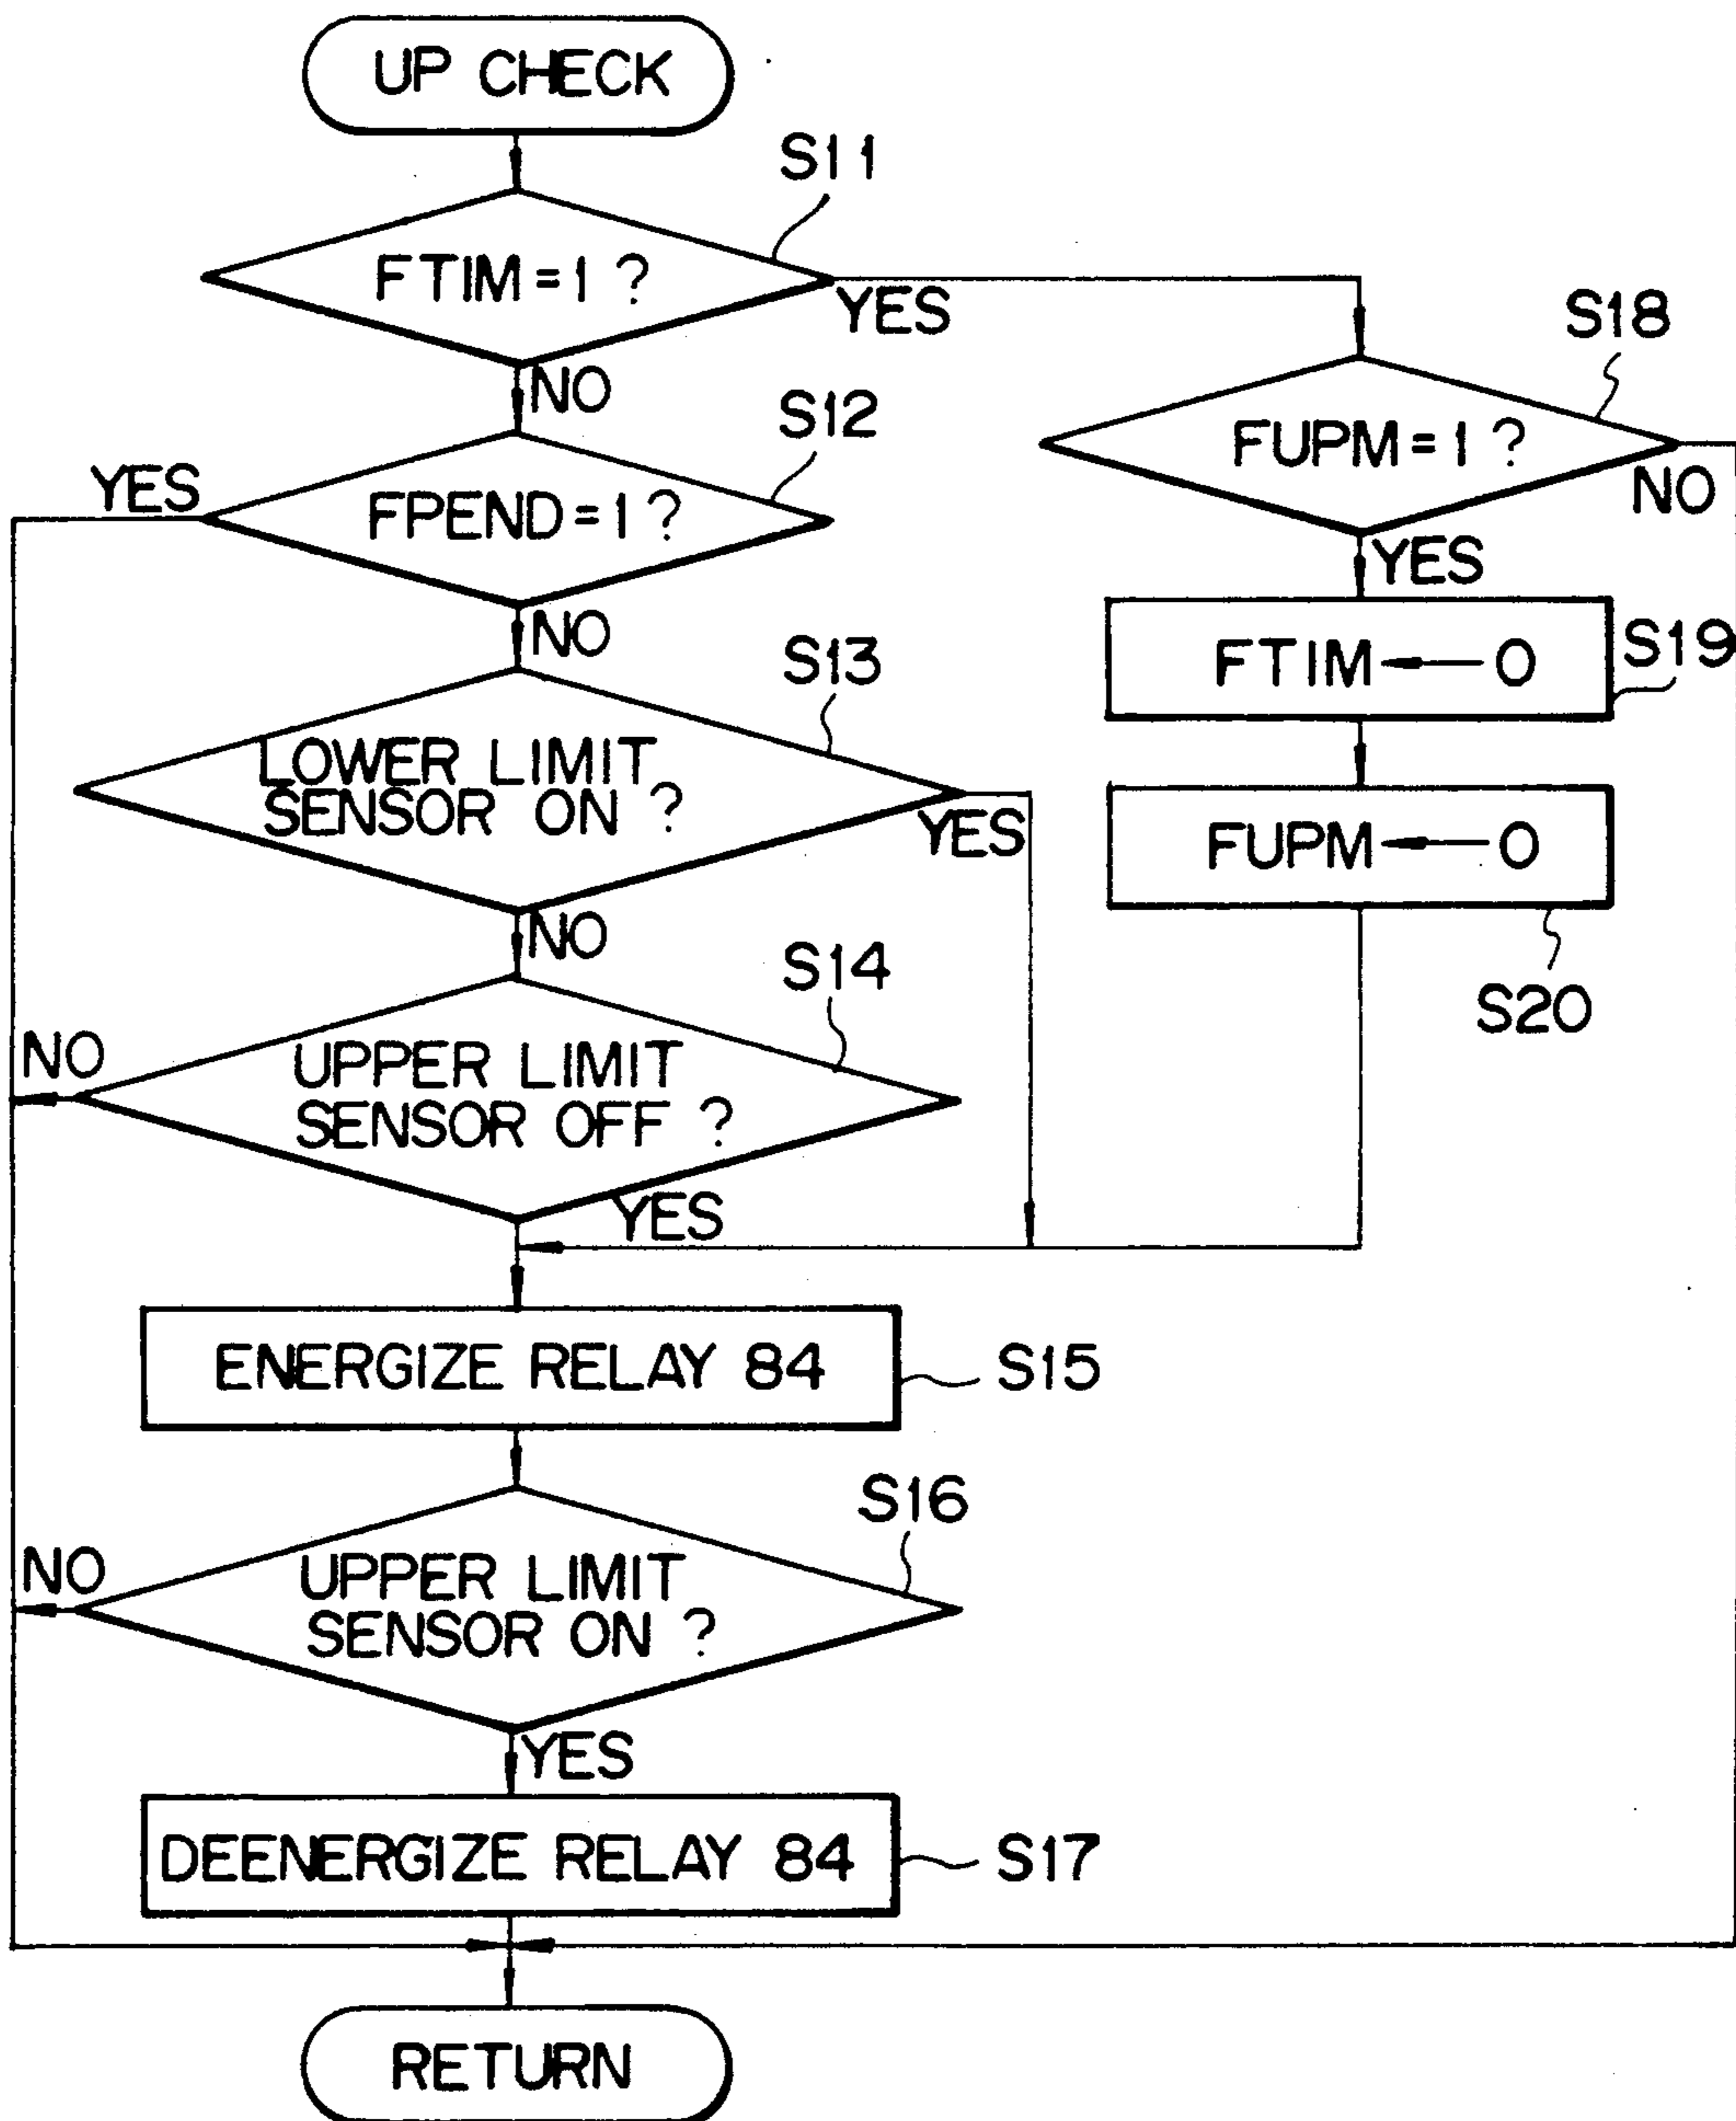 UP CHECK
S11
FTIM = 1 ?
YES
NO
S18
FUPM = 1 ?
NO
YES
S12
YES
FPEND = 1 ?
NO
S19
FTIM ← 0
S13
LOWER LIMIT
SENSOR ON ?
YES
NO
FUPM ← 0
S20
S14
NO
UPPER LIMIT
SENSOR OFF ?
YES
ENERGIZE RELAY 84
S15
S16
NO
UPPER LIMIT
SENSOR ON ?
YES
DEENERGIZE RELAY 84
S17
RETURN